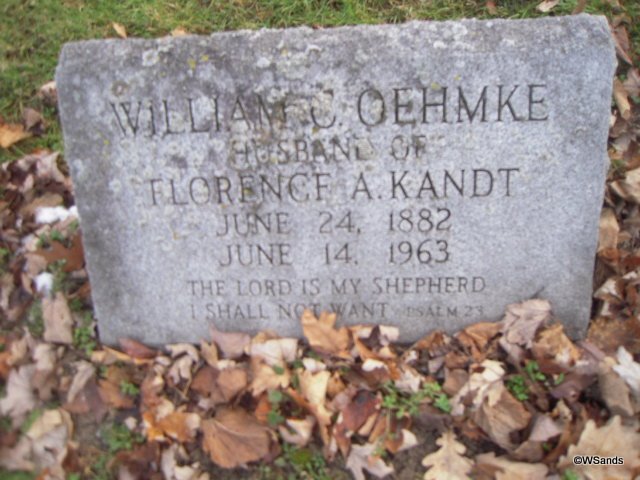 WILLIAM C. OEHMKE
HUSBAND OF
FLORENCE A. KANDT
JUNE 24, 1882
JUNE 14, 1963
THE LORD IS MY SHEPHERD
I SHALL NOT WANT PSALM 23
©WSands